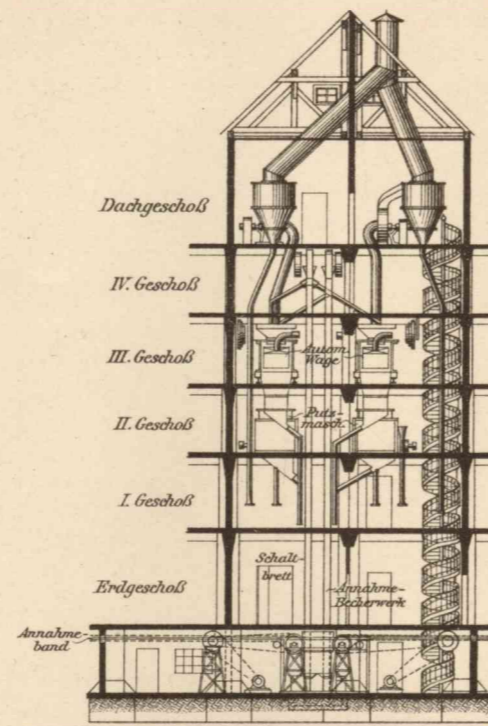 Dachgeschoß
IV. Geschoß
III. Geschoß
Autom.
Wage
II. Geschoß
Putz-
masch.
I. Geschoß
Schalt-
brett
Erdgeschoß
Annahme-
Becherwerk
Annahme-
band